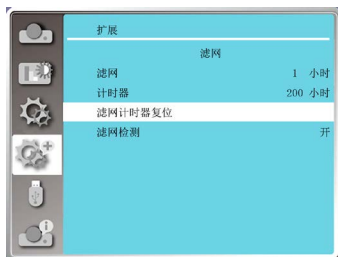 扩展
滤网
滤网 1 小时
计时器 200 小时
滤网计时器复位
滤网检测 开